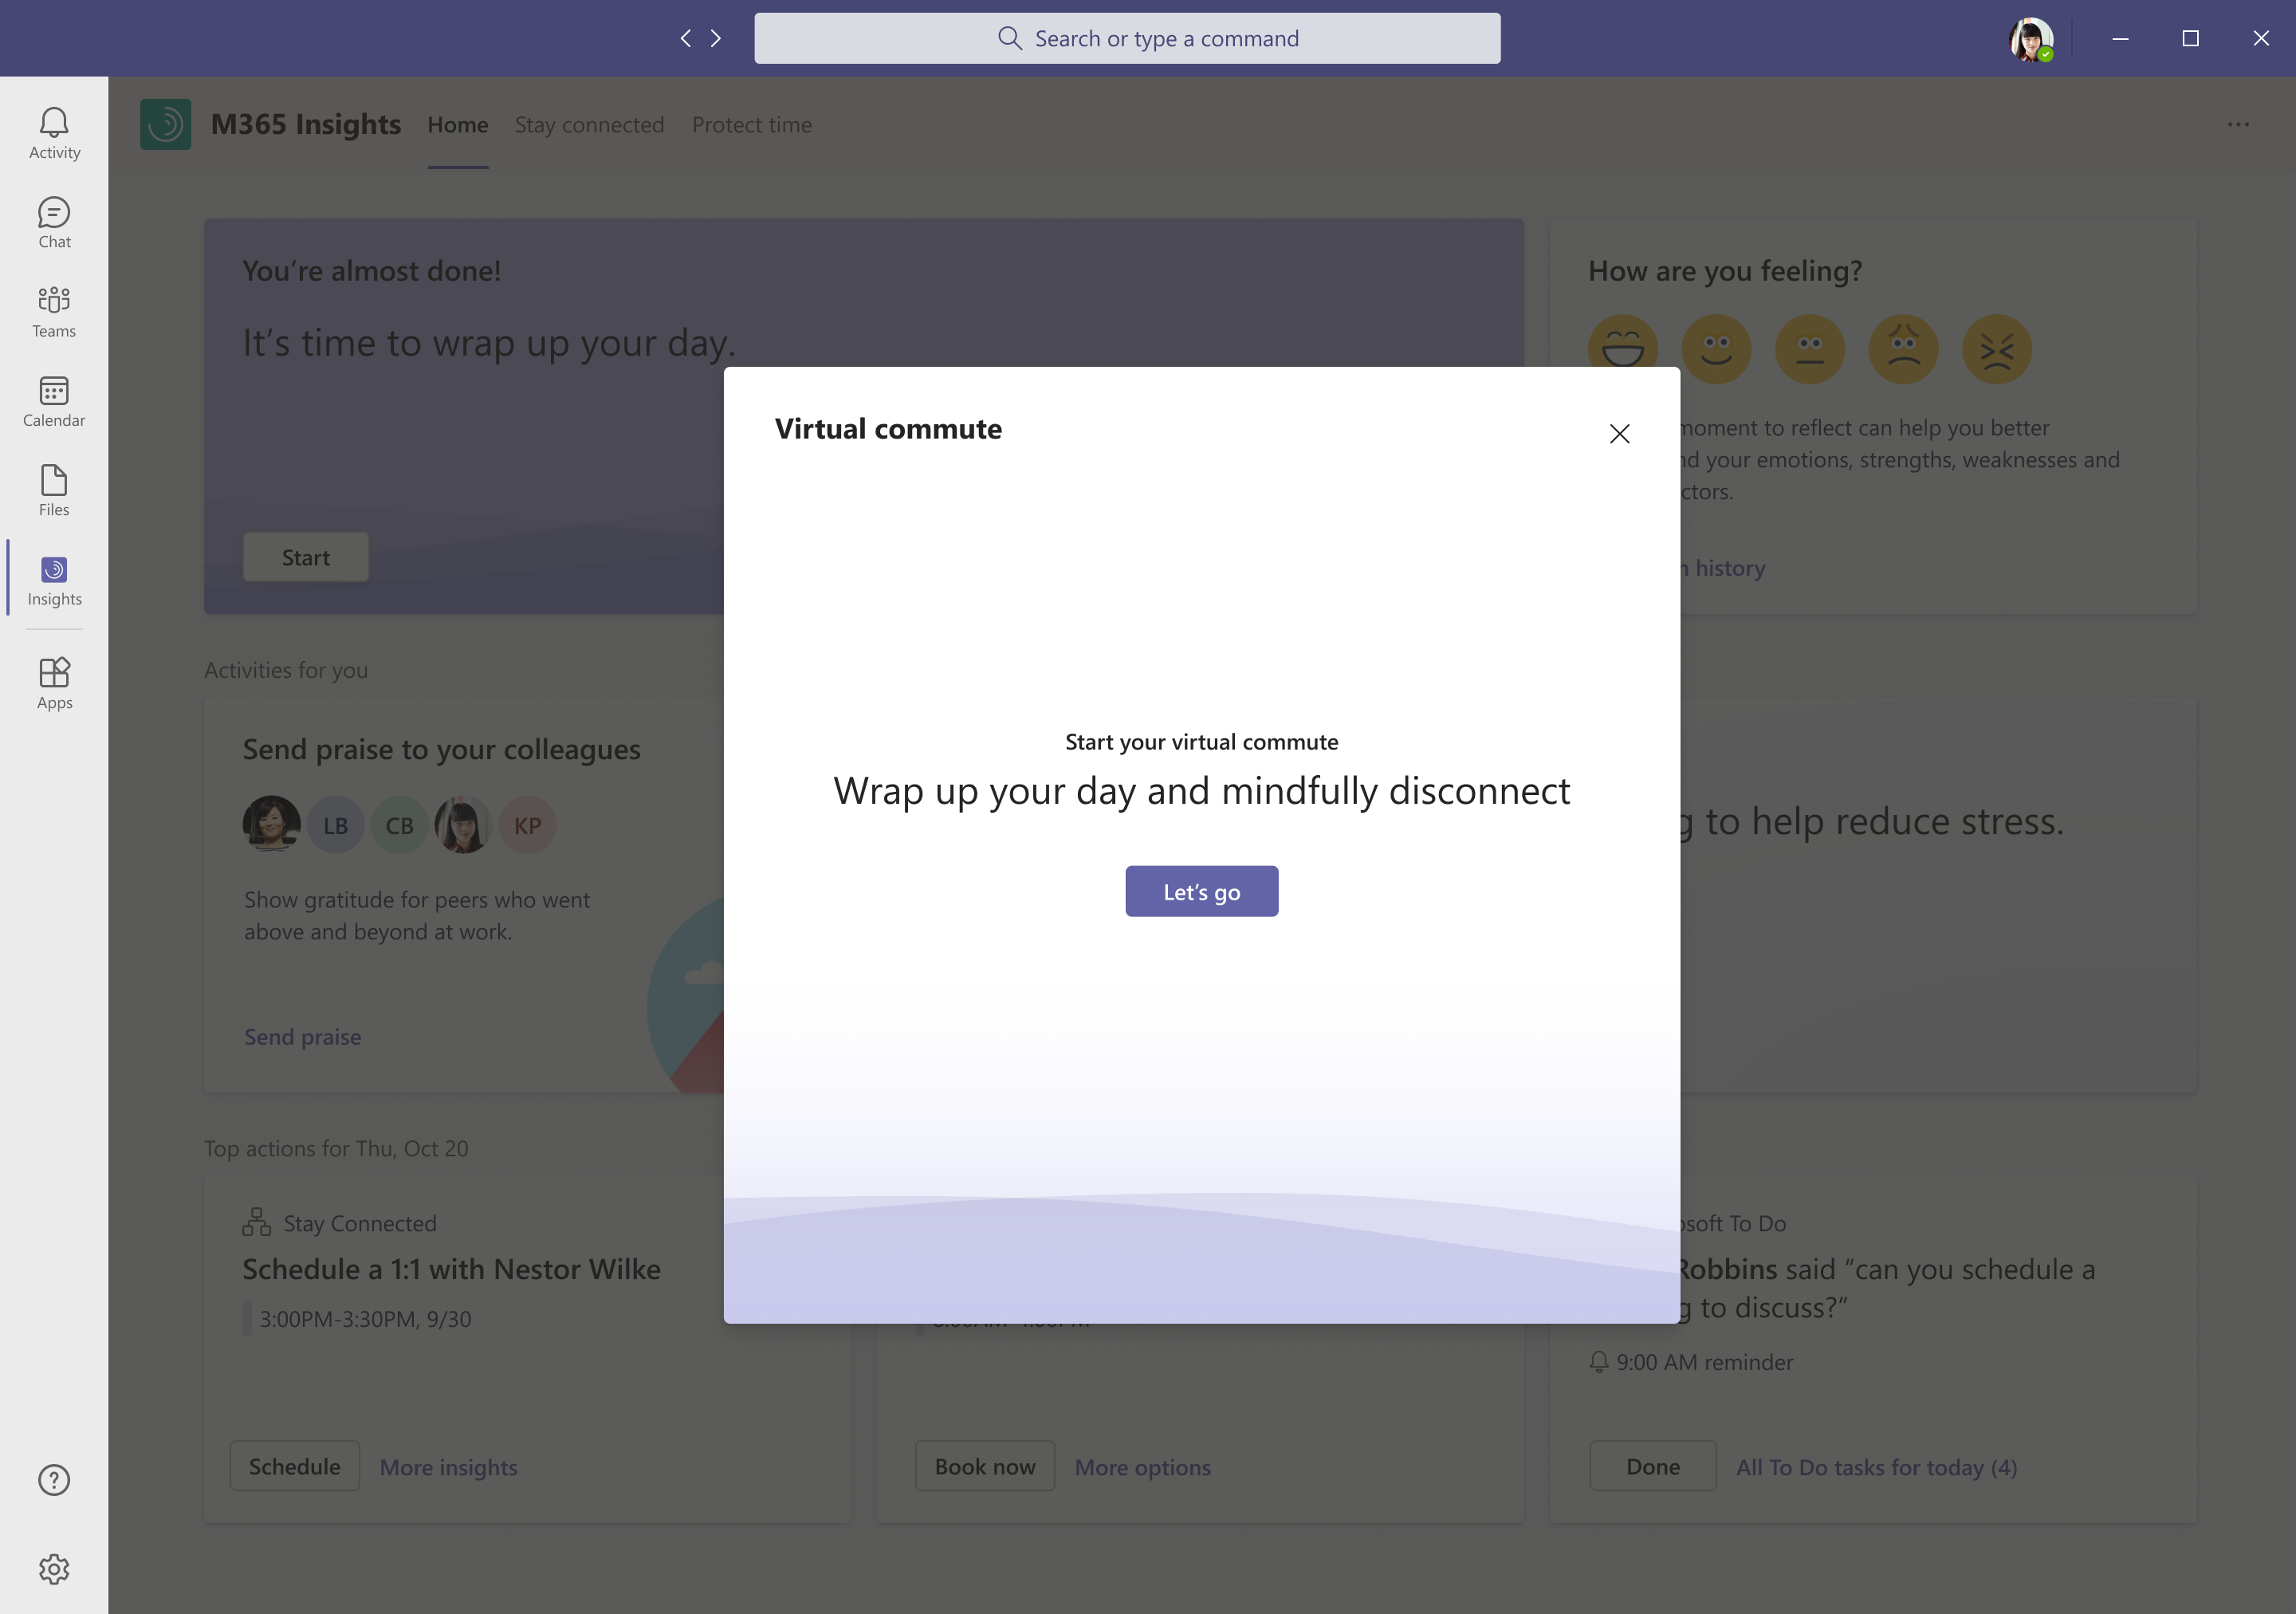 Search or type a command
Activity
Chat
Teams
Calendar
Files
Insights
Apps
M365 Insights
Home
Stay connected
Protect time
You’re almost done!
It’s time to wrap up your day.
Start
How are you feeling?
moment to reflect can help you better
your emotions, strengths, weaknesses and
history
Virtual commute
Start your virtual commute
Wrap up your day and mindfully disconnect
Let’s go
Activities for you
Send praise to your colleagues
LB
CB
KP
Show gratitude for peers who went
above and beyond at work.
Send praise
to help reduce stress.
Top actions for Thu, Oct 20
Stay Connected
Schedule a 1:1 with Nestor Wilke
3:00PM-3:30PM, 9/30
Schedule
More insights
Book now
More options
To Do
Robbins said “can you schedule a
to discuss?”
9:00 AM reminder
Done
All To Do tasks for today (4)